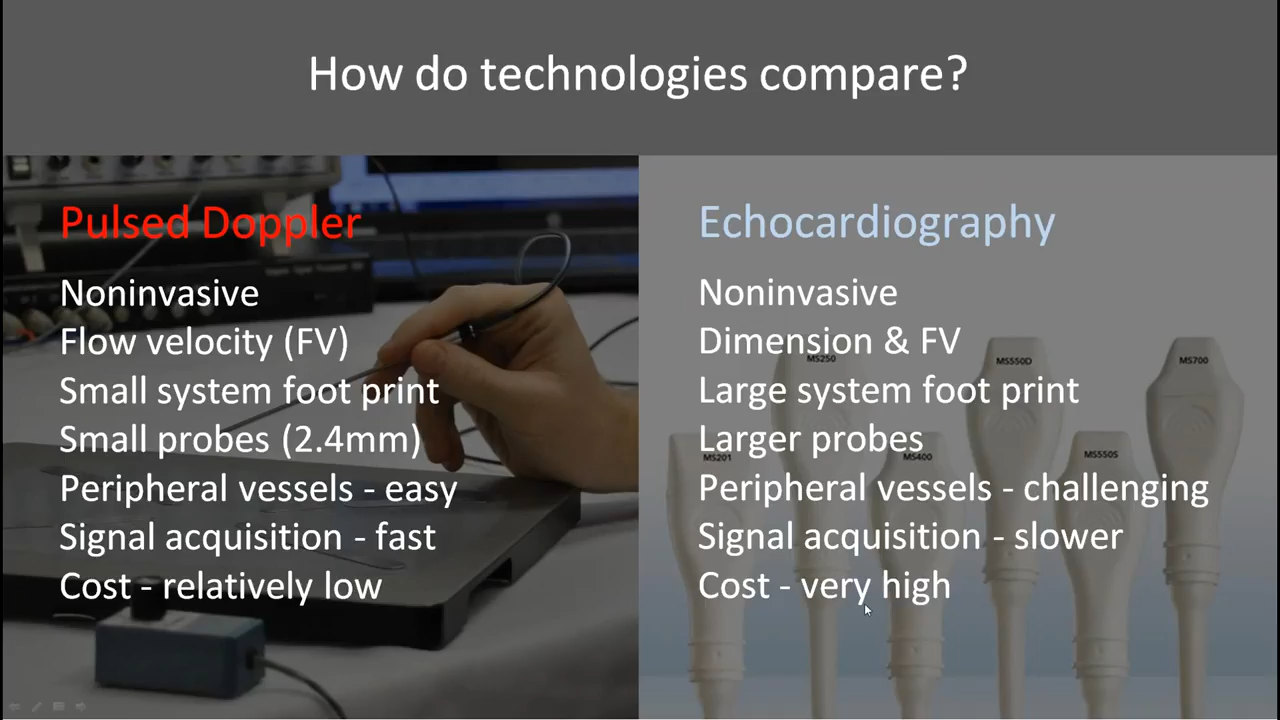 How do technologies compare?
Pulsed Doppler
Noninvasive
Flow velocity (FV)
Small system foot print
Small probes (2.4mm)
Peripheral vessels - easy
Signal acquisition - fast
Cost - relatively low
Echocardiography
Noninvasive
Dimension & FV
Large system foot print
Larger probes
Peripheral vessels - challenging
Signal acquisition - slower
Cost - very high
MS250
MS550D
MS700
MS201
MS400
MS550S